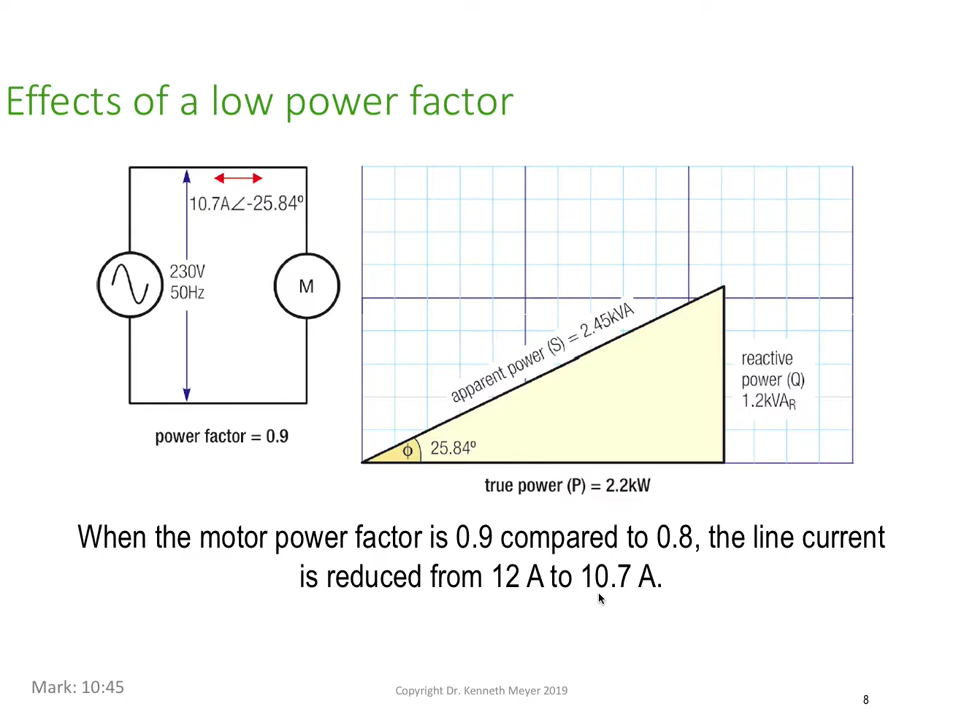 Effects of a low power factor
10.7A∠-25.84º
230V
50Hz
M
power factor = 0.9
apparent power (S) = 2.45kVA
reactive
power (Q)
1.2kVAR
ϕ 25.84º
true power (P) = 2.2kW
When the motor power factor is 0.9 compared to 0.8, the line current
is reduced from 12 A to 10.7 A.
Mark: 10:45
Copyright Dr. Kenneth Meyer 2019
8